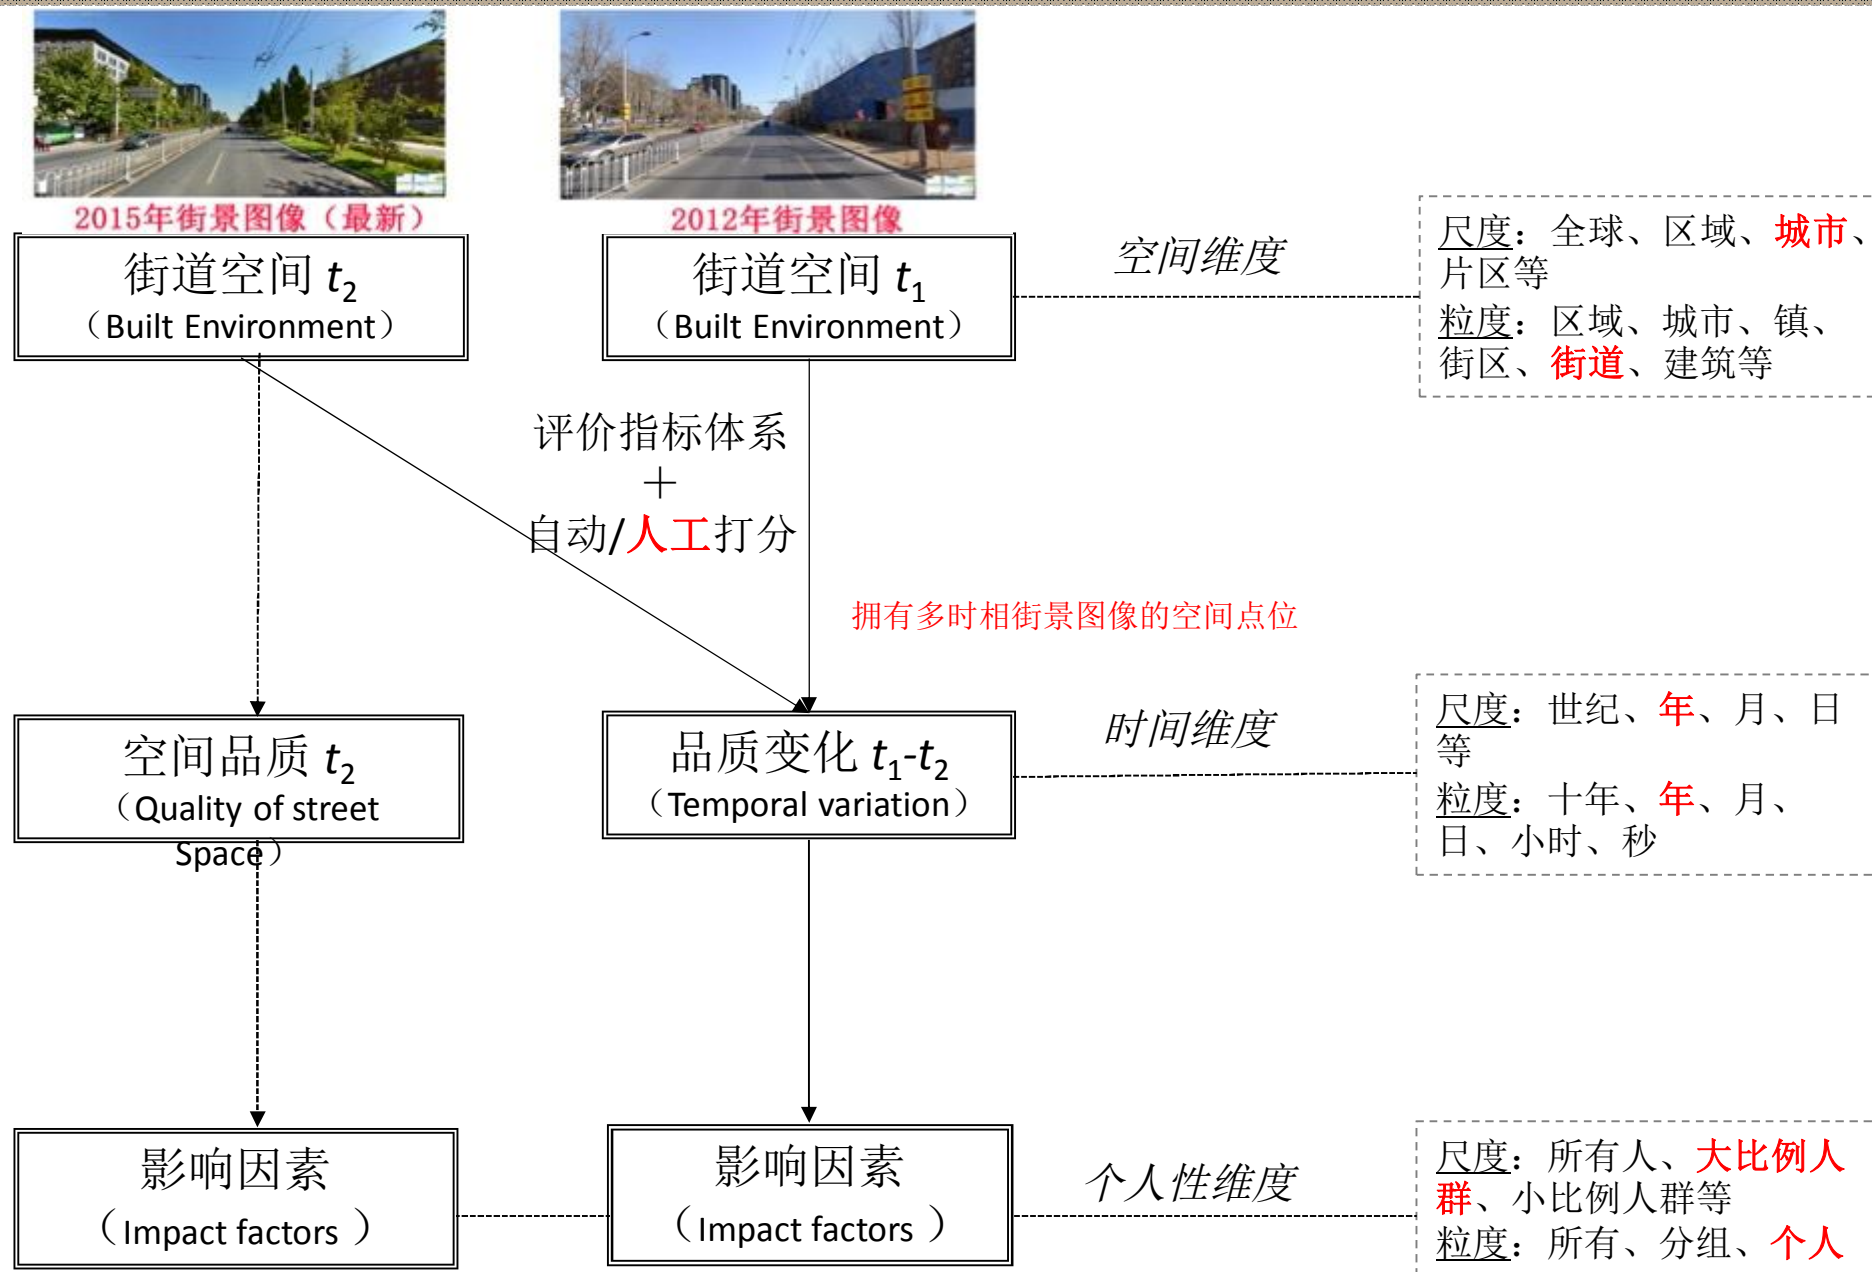 2015年街景图像（最新）
2012年街景图像
街道空间 t2
（Built Environment）
街道空间 t1
（Built Environment）
空间维度
尺度：全球、区域、城市、
片区等
粒度：区域、城市、镇、
街区、街道、建筑等
评价指标体系
＋
自动/人工打分
拥有多时相街景图像的空间点位
空间品质 t2
（Quality of street
Space）
品质变化 t1-t2
（Temporal variation）
时间维度
尺度：世纪、年、月、日
等
粒度：十年、年、月、
日、小时、秒
影响因素
（Impact factors ）
影响因素
（Impact factors ）
个人性维度
尺度：所有人、大比例人
群、小比例人群等
粒度：所有、分组、个人